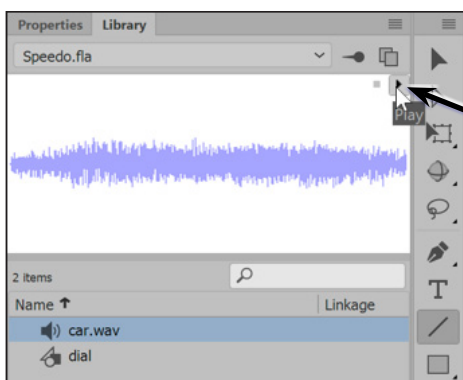 Properties Library
Speedo.fla
Play
2 items
Name Linkage
car.wav
dial
T